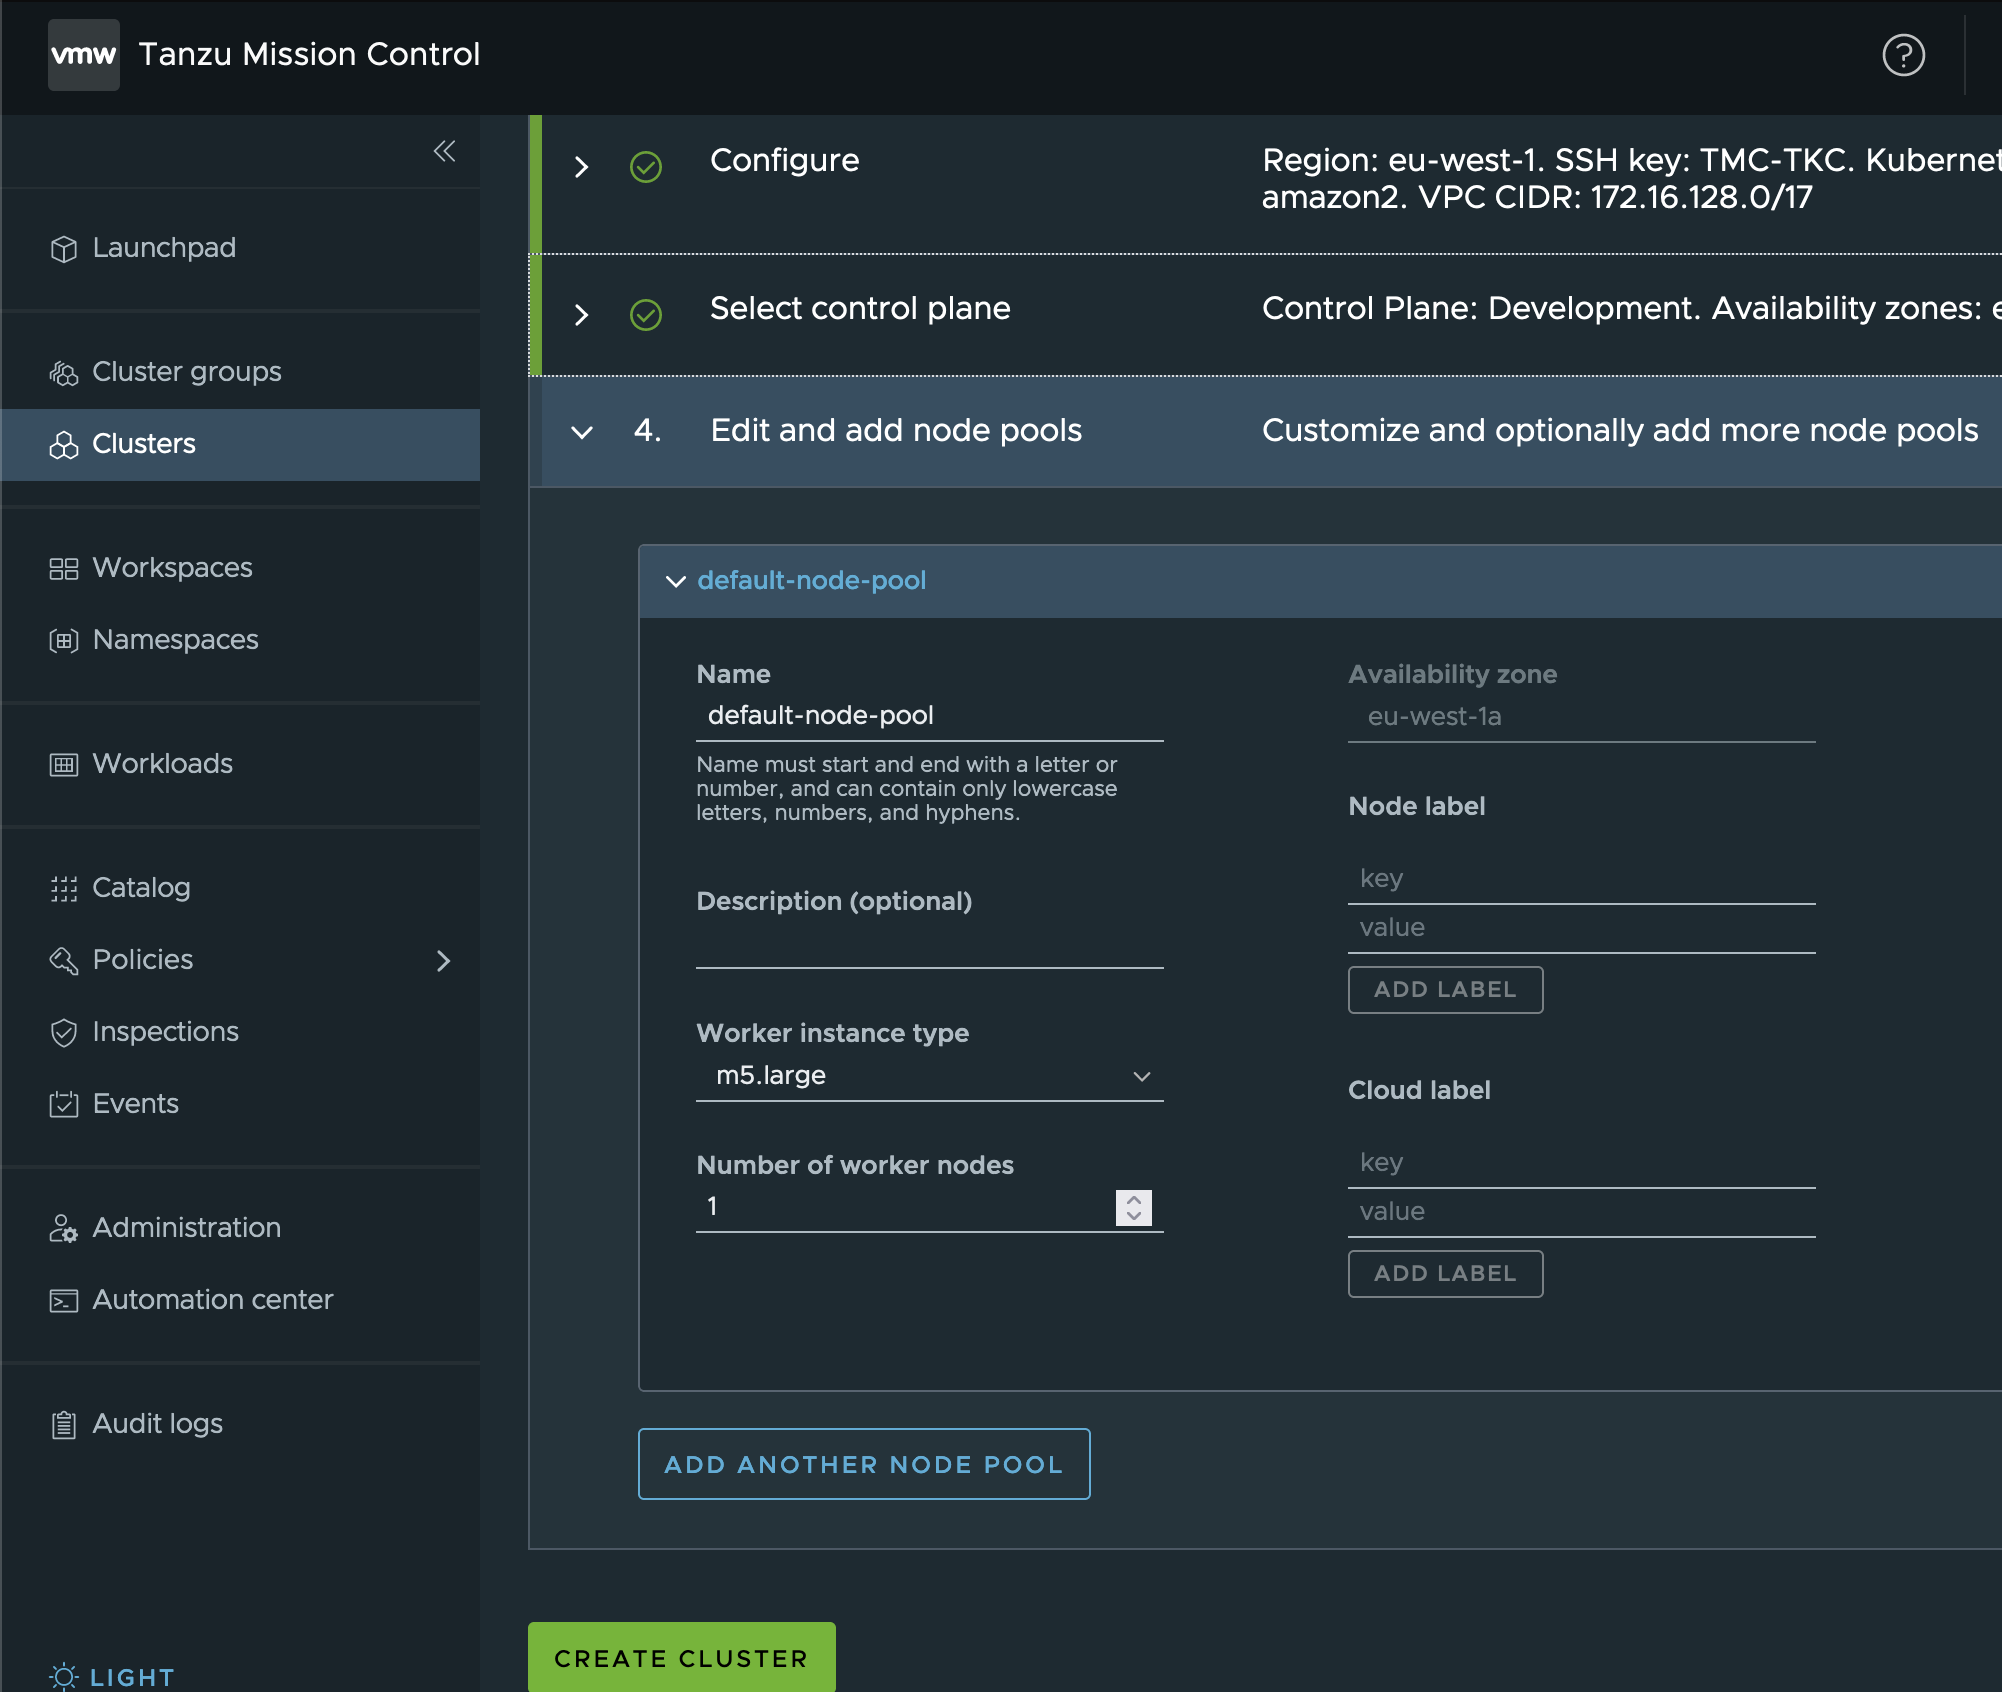 vmw Tanzu Mission Control
?
Launchpad
Cluster groups
Clusters
Workspaces
Namespaces
Workloads
Catalog
Policies
Inspections
Events
Administration
Automation center
Audit logs
LIGHT
Configure
Region: eu-west-1. SSH key: TMC-TKC. Kubernet
amazon2. VPC CIDR: 172.16.128.0/17
Select control plane
Control Plane: Development. Availability zones: e
4. Edit and add node pools
Customize and optionally add more node pools
default-node-pool
Name
default-node-pool
Name must start and end with a letter or
number, and can contain only lowercase
letters, numbers, and hyphens.
Description (optional)
Worker instance type
m5.large
Number of worker nodes
1
Availability zone
eu-west-1a
Node label
key
value
ADD LABEL
Cloud label
key
value
ADD LABEL
ADD ANOTHER NODE POOL
CREATE CLUSTER